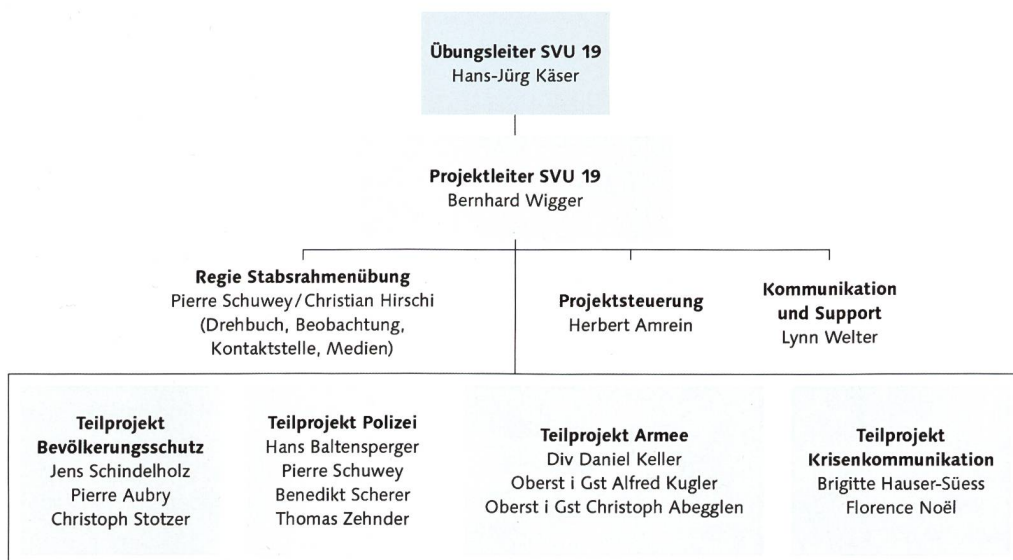 Übungsleiter SVU 19
Hans-Jürg Käser
Projektleiter SVU 19
Bernhard Wigger
Regie Stabsrahmenübung
Pierre Schuwey/Christian Hirschi
(Drehbuch, Beobachtung,
Kontaktstelle, Medien)
Projektsteuerung
Herbert Amrein
Kommunikation
und Support
Lynn Welter
Teilprojekt
Bevölkerungsschutz
Jens Schindelholz
Pierre Aubry
Christoph Stotzer
Teilprojekt Polizei
Hans Baltensperger
Pierre Schuwey
Benedikt Scherer
Thomas Zehnder
Teilprojekt Armee
Div Daniel Keller
Oberst i Gst Alfred Kugler
Oberst i Gst Christoph Abegglen
Teilprojekt
Krisenkommunikation
Brigitte Hauser-Süess
Florence Noël